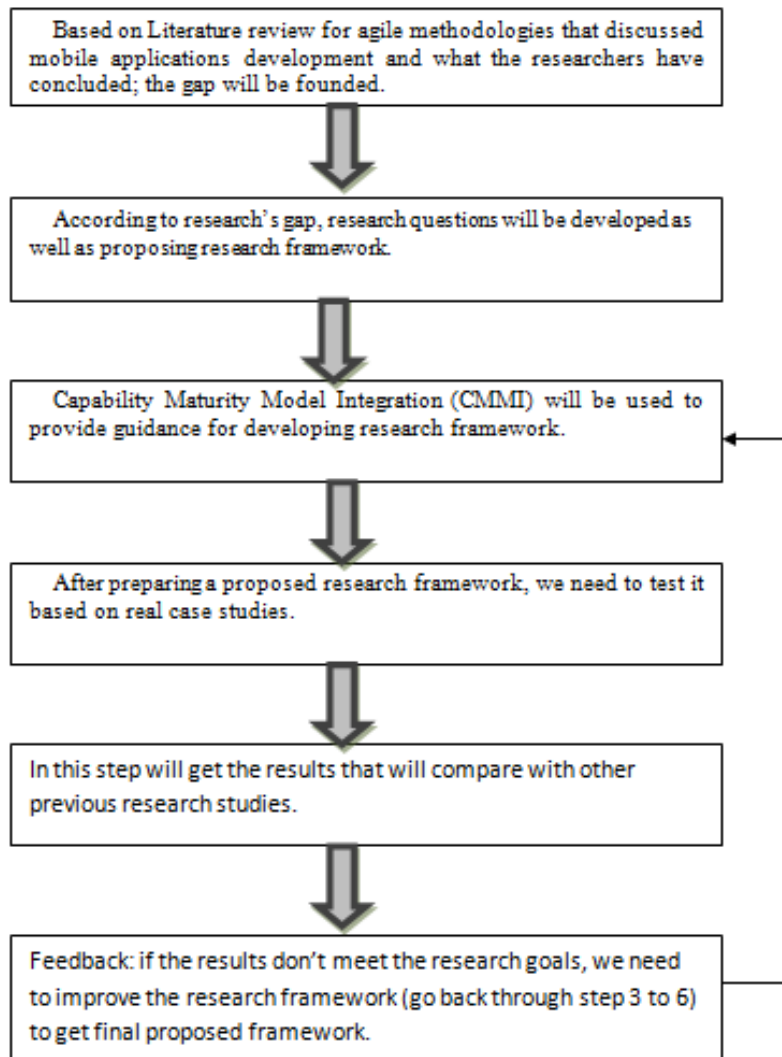 Based on Literature review for agile methodologies that discussed
mobile applications development and what the researchers have
concluded; the gap will be founded.
According to research's gap, research questions will be developed as
well as proposing research framework.
Capability Maturity Model Integration (CMMI) will be used to
provide guidance for developing research framework.
After preparing a proposed research framework, we need to test it
based on real case studies.
In this step will get the results that will compare with other
previous research studies.
Feedback: if the results don't meet the research goals, we need
to improve the research framework (go back through step 3 to 6)
to get final proposed framework.